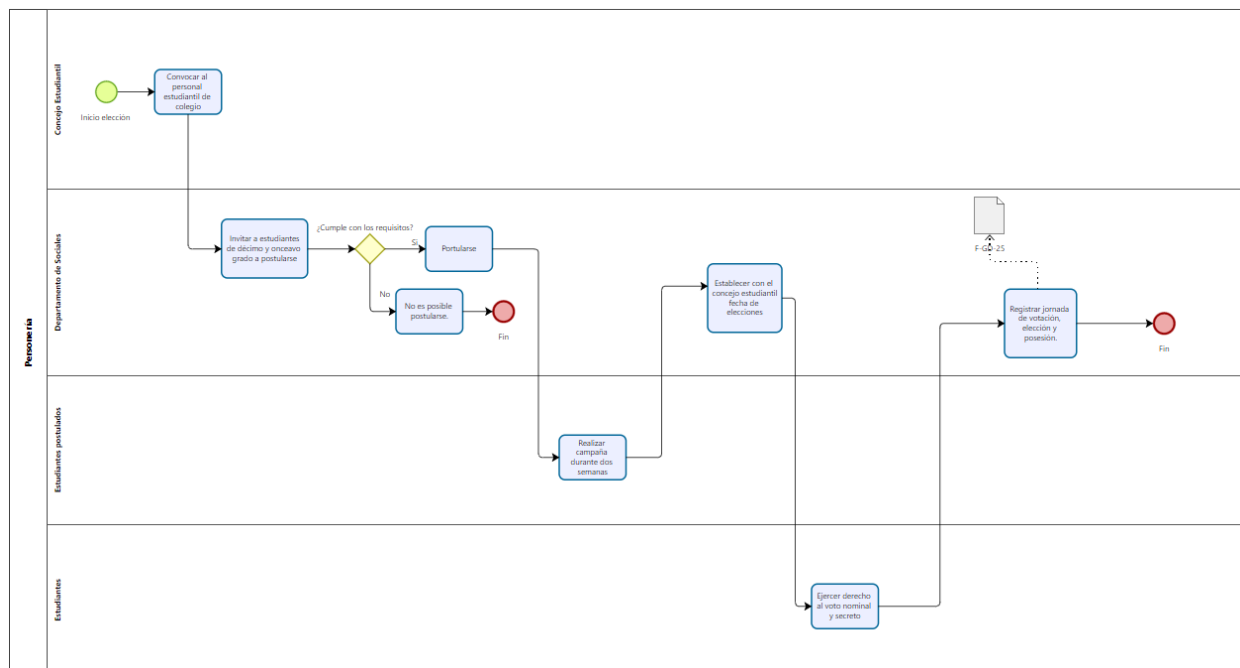 Personería
Concejo Estudiantil
Inicio elección
Convocar al
personal
estudiantil de
colegio
Departamento de Sociales
Invitar a estudiantes
de décimo y onceavo
grado a postularse
¿Cumple con los requisitos?
Si
Portularse
No
No es posible
postularse.
Fin
Establecer con el
concejo estudiantil
fecha de
elecciones
F-GD-25
Registrar jornada
de votación,
elección y
posesión.
Fin
Estudiantes postulados
Realizar
campaña
durante dos
semanas
Estudiantes
Ejercer derecho
al voto nominal
y secreto